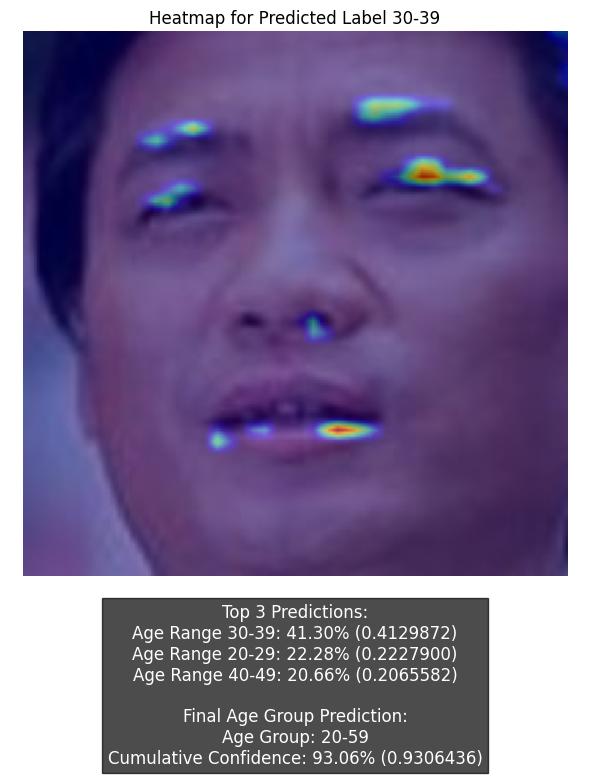 Heatmap for Predicted Label 30-39
Top 3 Predictions:
Age Range 30-39: 41.30% (0.4129872)
Age Range 20-29: 22.28% (0.2227900)
Age Range 40-49: 20.66% (0.2065582)
Final Age Group Prediction:
Age Group: 20-59
Cumulative Confidence: 93.06% (0.9306436)